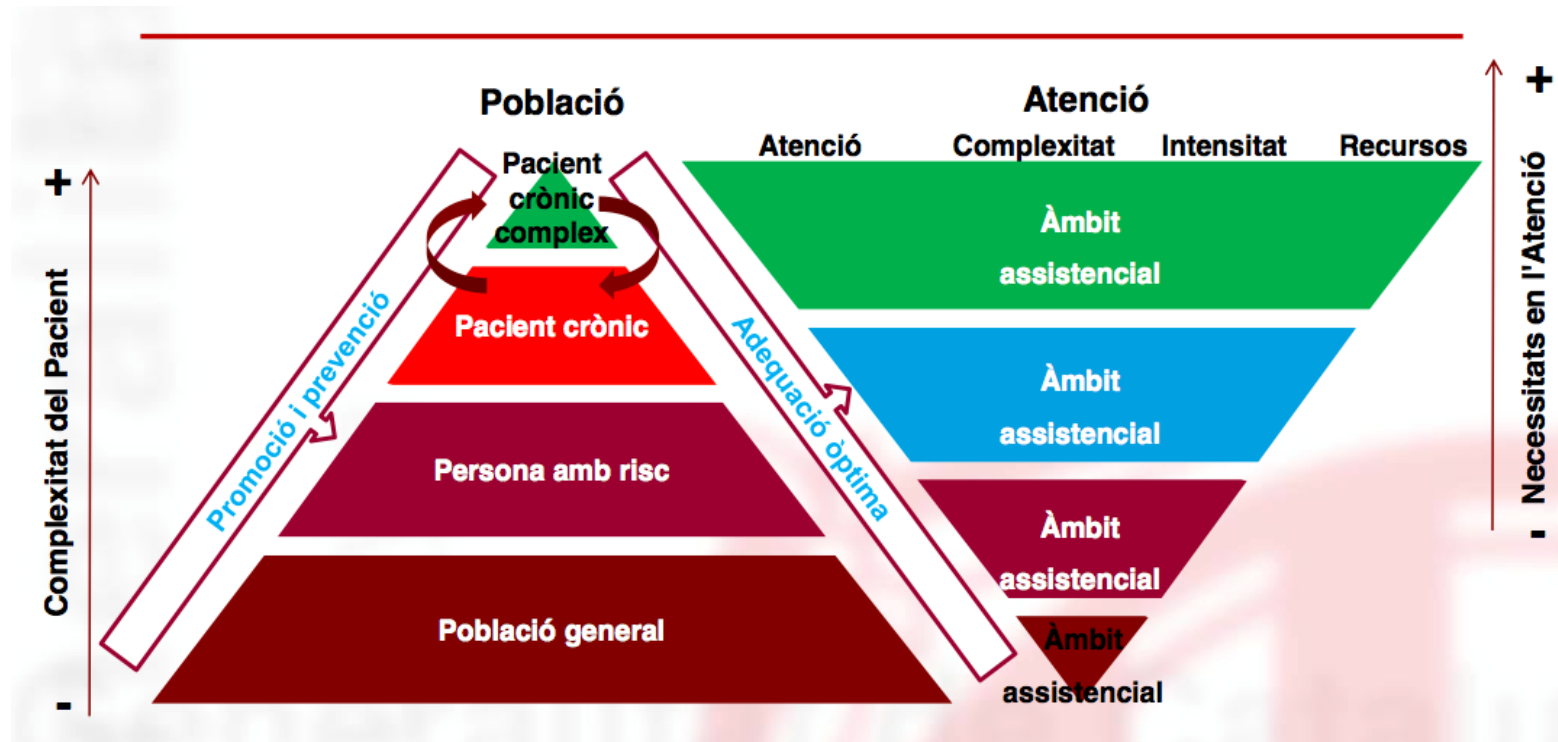 Població
Atenció
Atenció Complexitat Intensitat Recursos
+
-
Complexitat del Pacient
Promoció i prevenció
Pacient
crònic
complex
Pacient crònic
Persona amb risc
Població general
Adequació òptima
Àmbit
assistencial
Àmbit
assistencial
Àmbit
assistencial
Àmbit
assistencial
+
-
Necessitats en l'Atenció